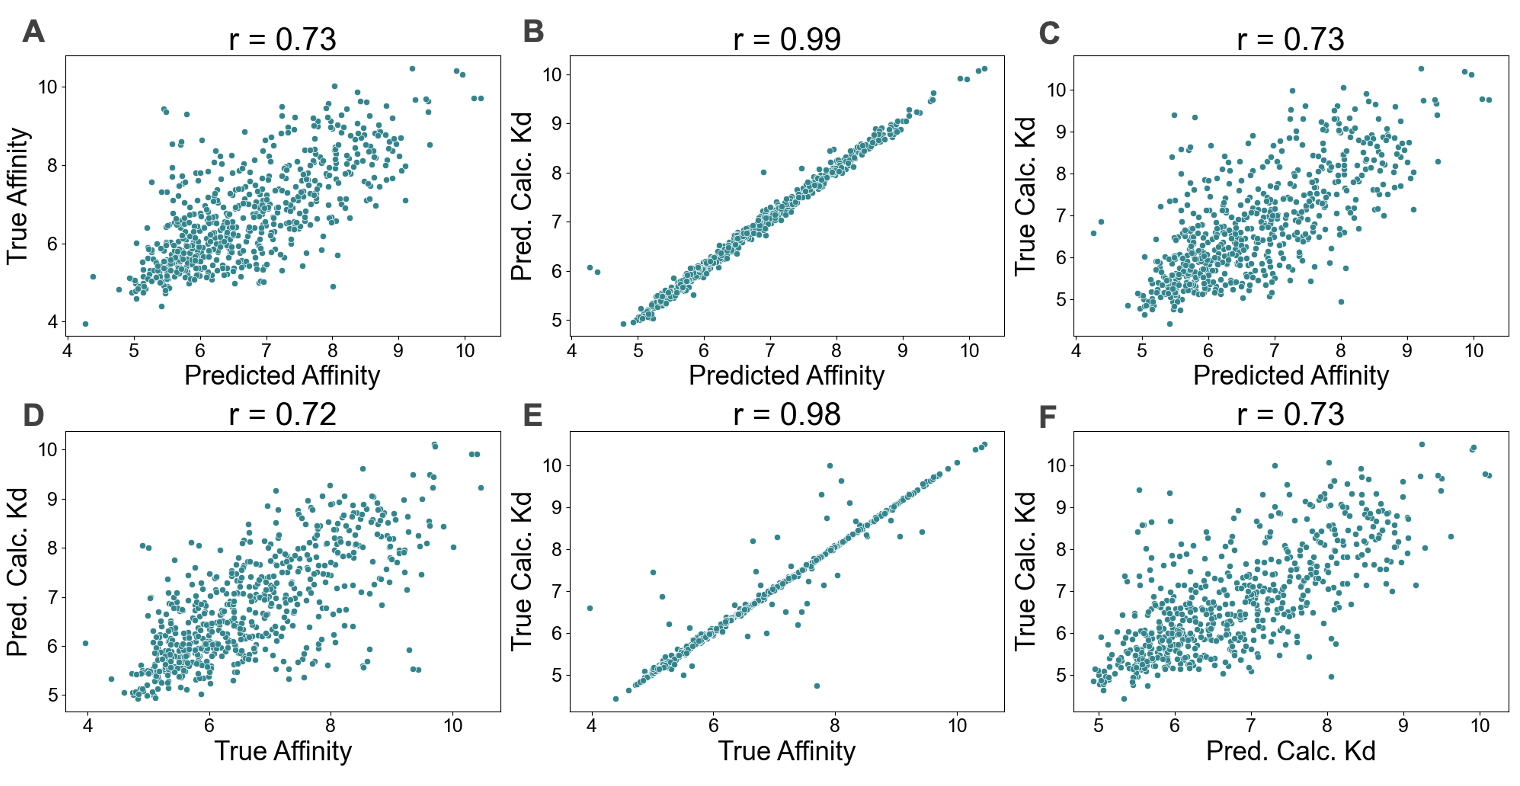 A
r = 0.73
True Affinity
10
8
6
4
4 5 6 7 8 9 10
Predicted Affinity
B
r = 0.99
Pred. Calc. Kd
10
9
8
7
6
5
4 5 6 7 8 9 10
Predicted Affinity
C
r = 0.73
True Calc. Kd
10
9
8
7
6
5
4 5 6 7 8 9 10
Predicted Affinity
D
r = 0.72
Pred. Calc. Kd
10
9
8
7
6
5
4 6 8 10
True Affinity
E
r = 0.98
True Calc. Kd
10
9
8
7
6
5
4 6 8 10
True Affinity
F
r = 0.73
True Calc. Kd
10
9
8
7
6
5
5 6 7 8 9 10
Pred. Calc. Kd